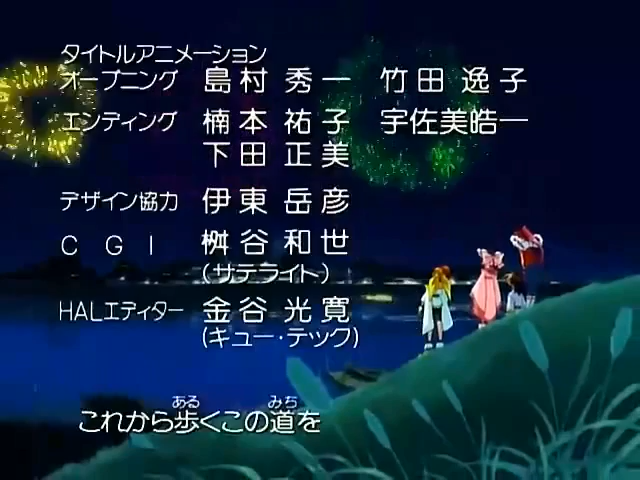 タイトルアニメーション
オープニング 島村 秀一 竹田 逸子
エンディング 楠本 祐子 宇佐美皓一
下田 正美
デザイン協力 伊東 岳彦
CGI 桝谷 和世
(サテライト)
HALエディター 金谷 光寛
(キュー・テック)
ある みち
これから歩くこの道を